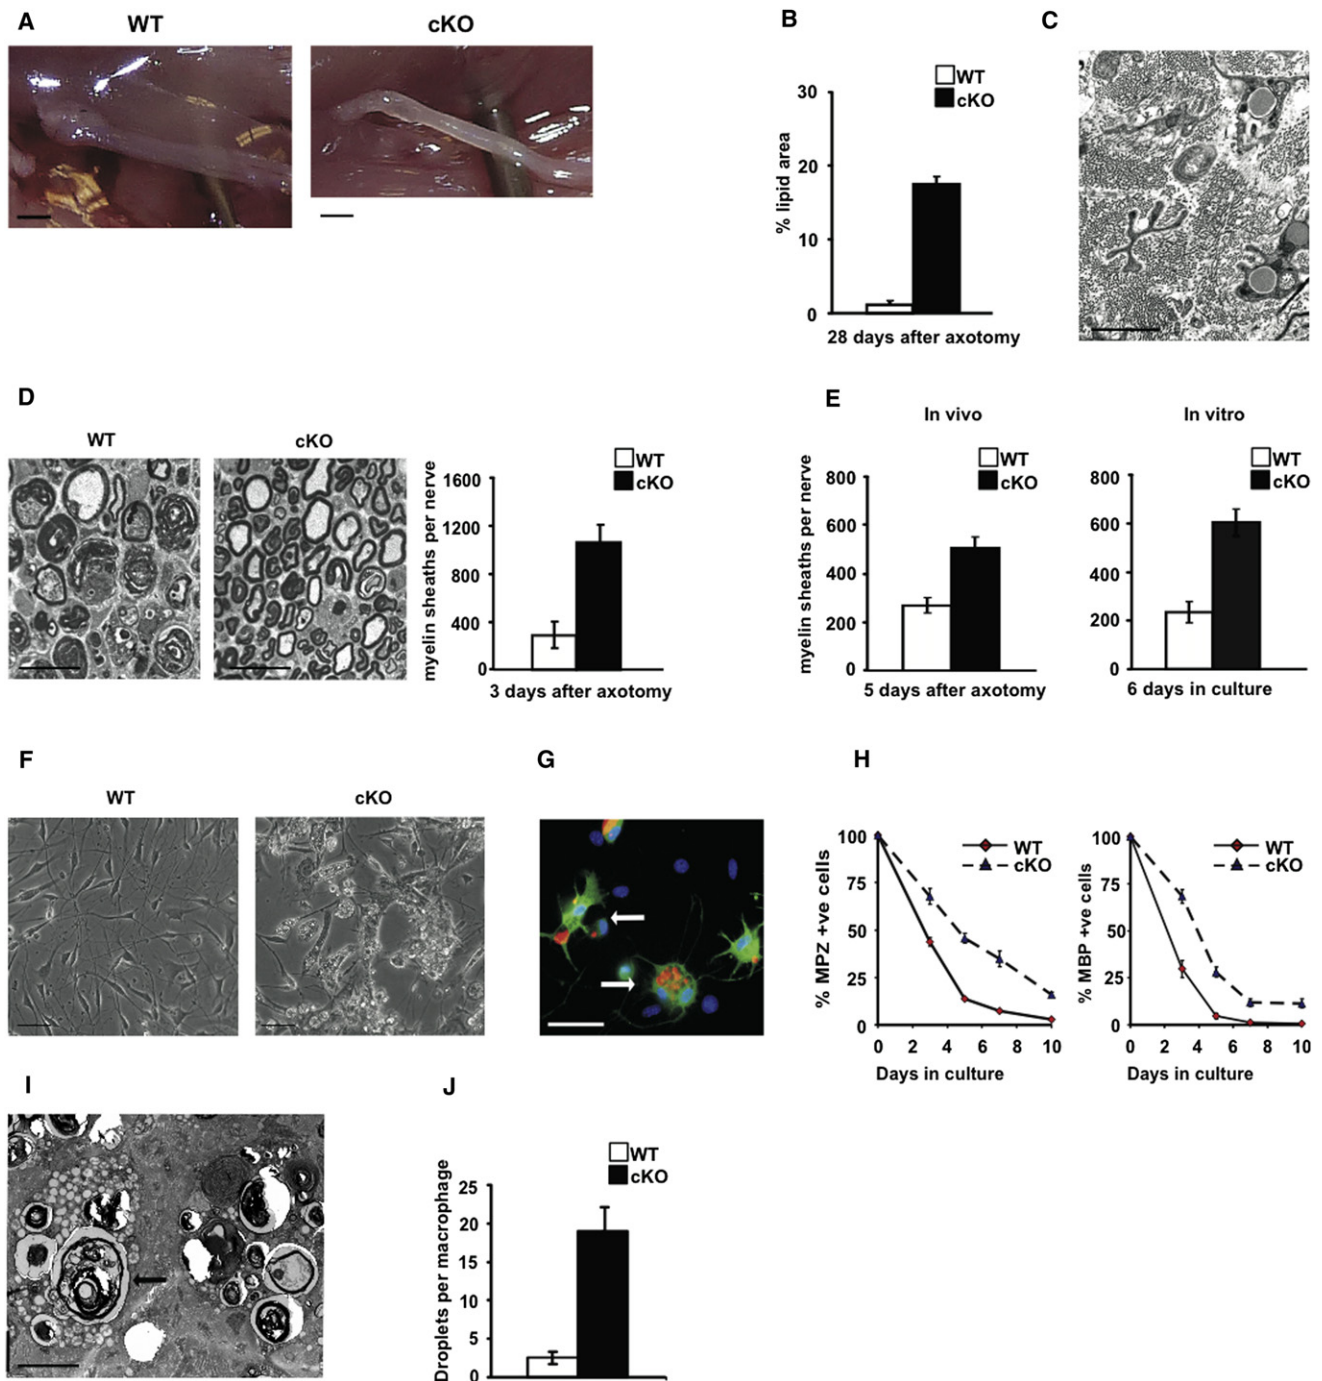 A
WT
cKO
B
WT
cKO
30
20
10
0
% lipid area
28 days after axotomy
C
D
WT
cKO
WT
cKO
1600
1200
800
400
0
myelin sheaths per nerve
3 days after axotomy
E
In vivo
WT
cKO
800
600
400
200
0
myelin sheaths per nerve
5 days after axotomy
In vitro
WT
cKO
800
600
400
200
0
6 days in culture
F
WT
cKO
G
H
WT
cKO
100
75
50
25
0
% MPZ +ve cells
0 2 4 6 8 10
Days in culture
WT
cKO
100
75
50
25
0
% MBP +ve cells
0 2 4 6 8 10
Days in culture
I
J
WT
cKO
25
20
15
10
5
0
Droplets per macrophage